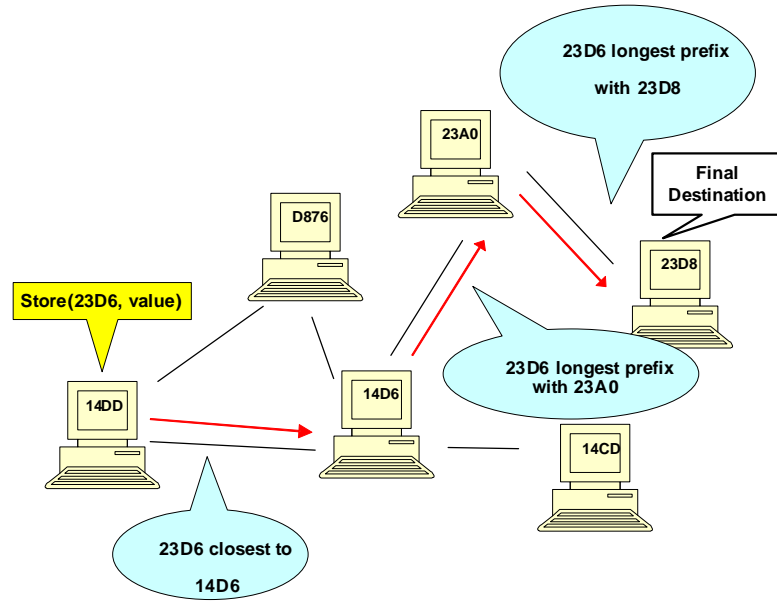 23D6 longest prefix
with 23D8
23A0
Final
Destination
D876
23D8
Store(23D6, value)
23D6 longest prefix
with 23A0
14DD
14D6
14CD
23D6 closest to
14D6